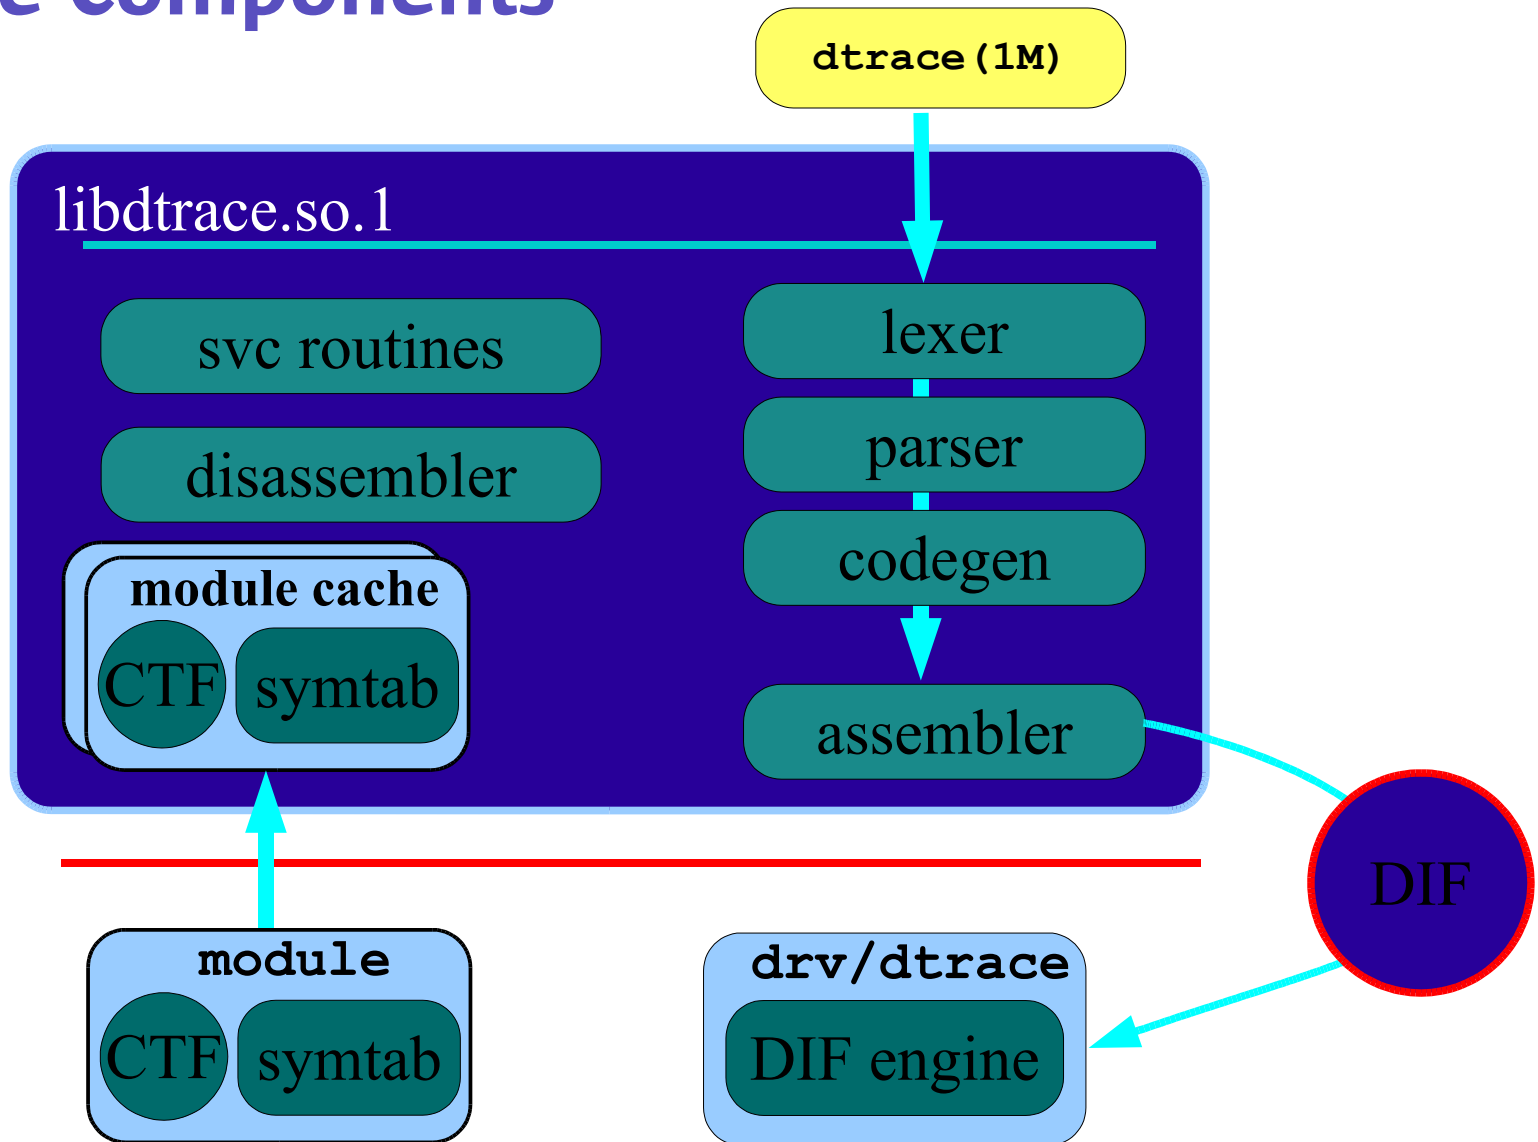 e Components
dtrace(1M)
libdtrace.so.1
svc routines
disassembler
module cache
CTF symtab
lexer
parser
codegen
assembler
DIF
module
CTF symtab
drv/dtrace
DIF engine